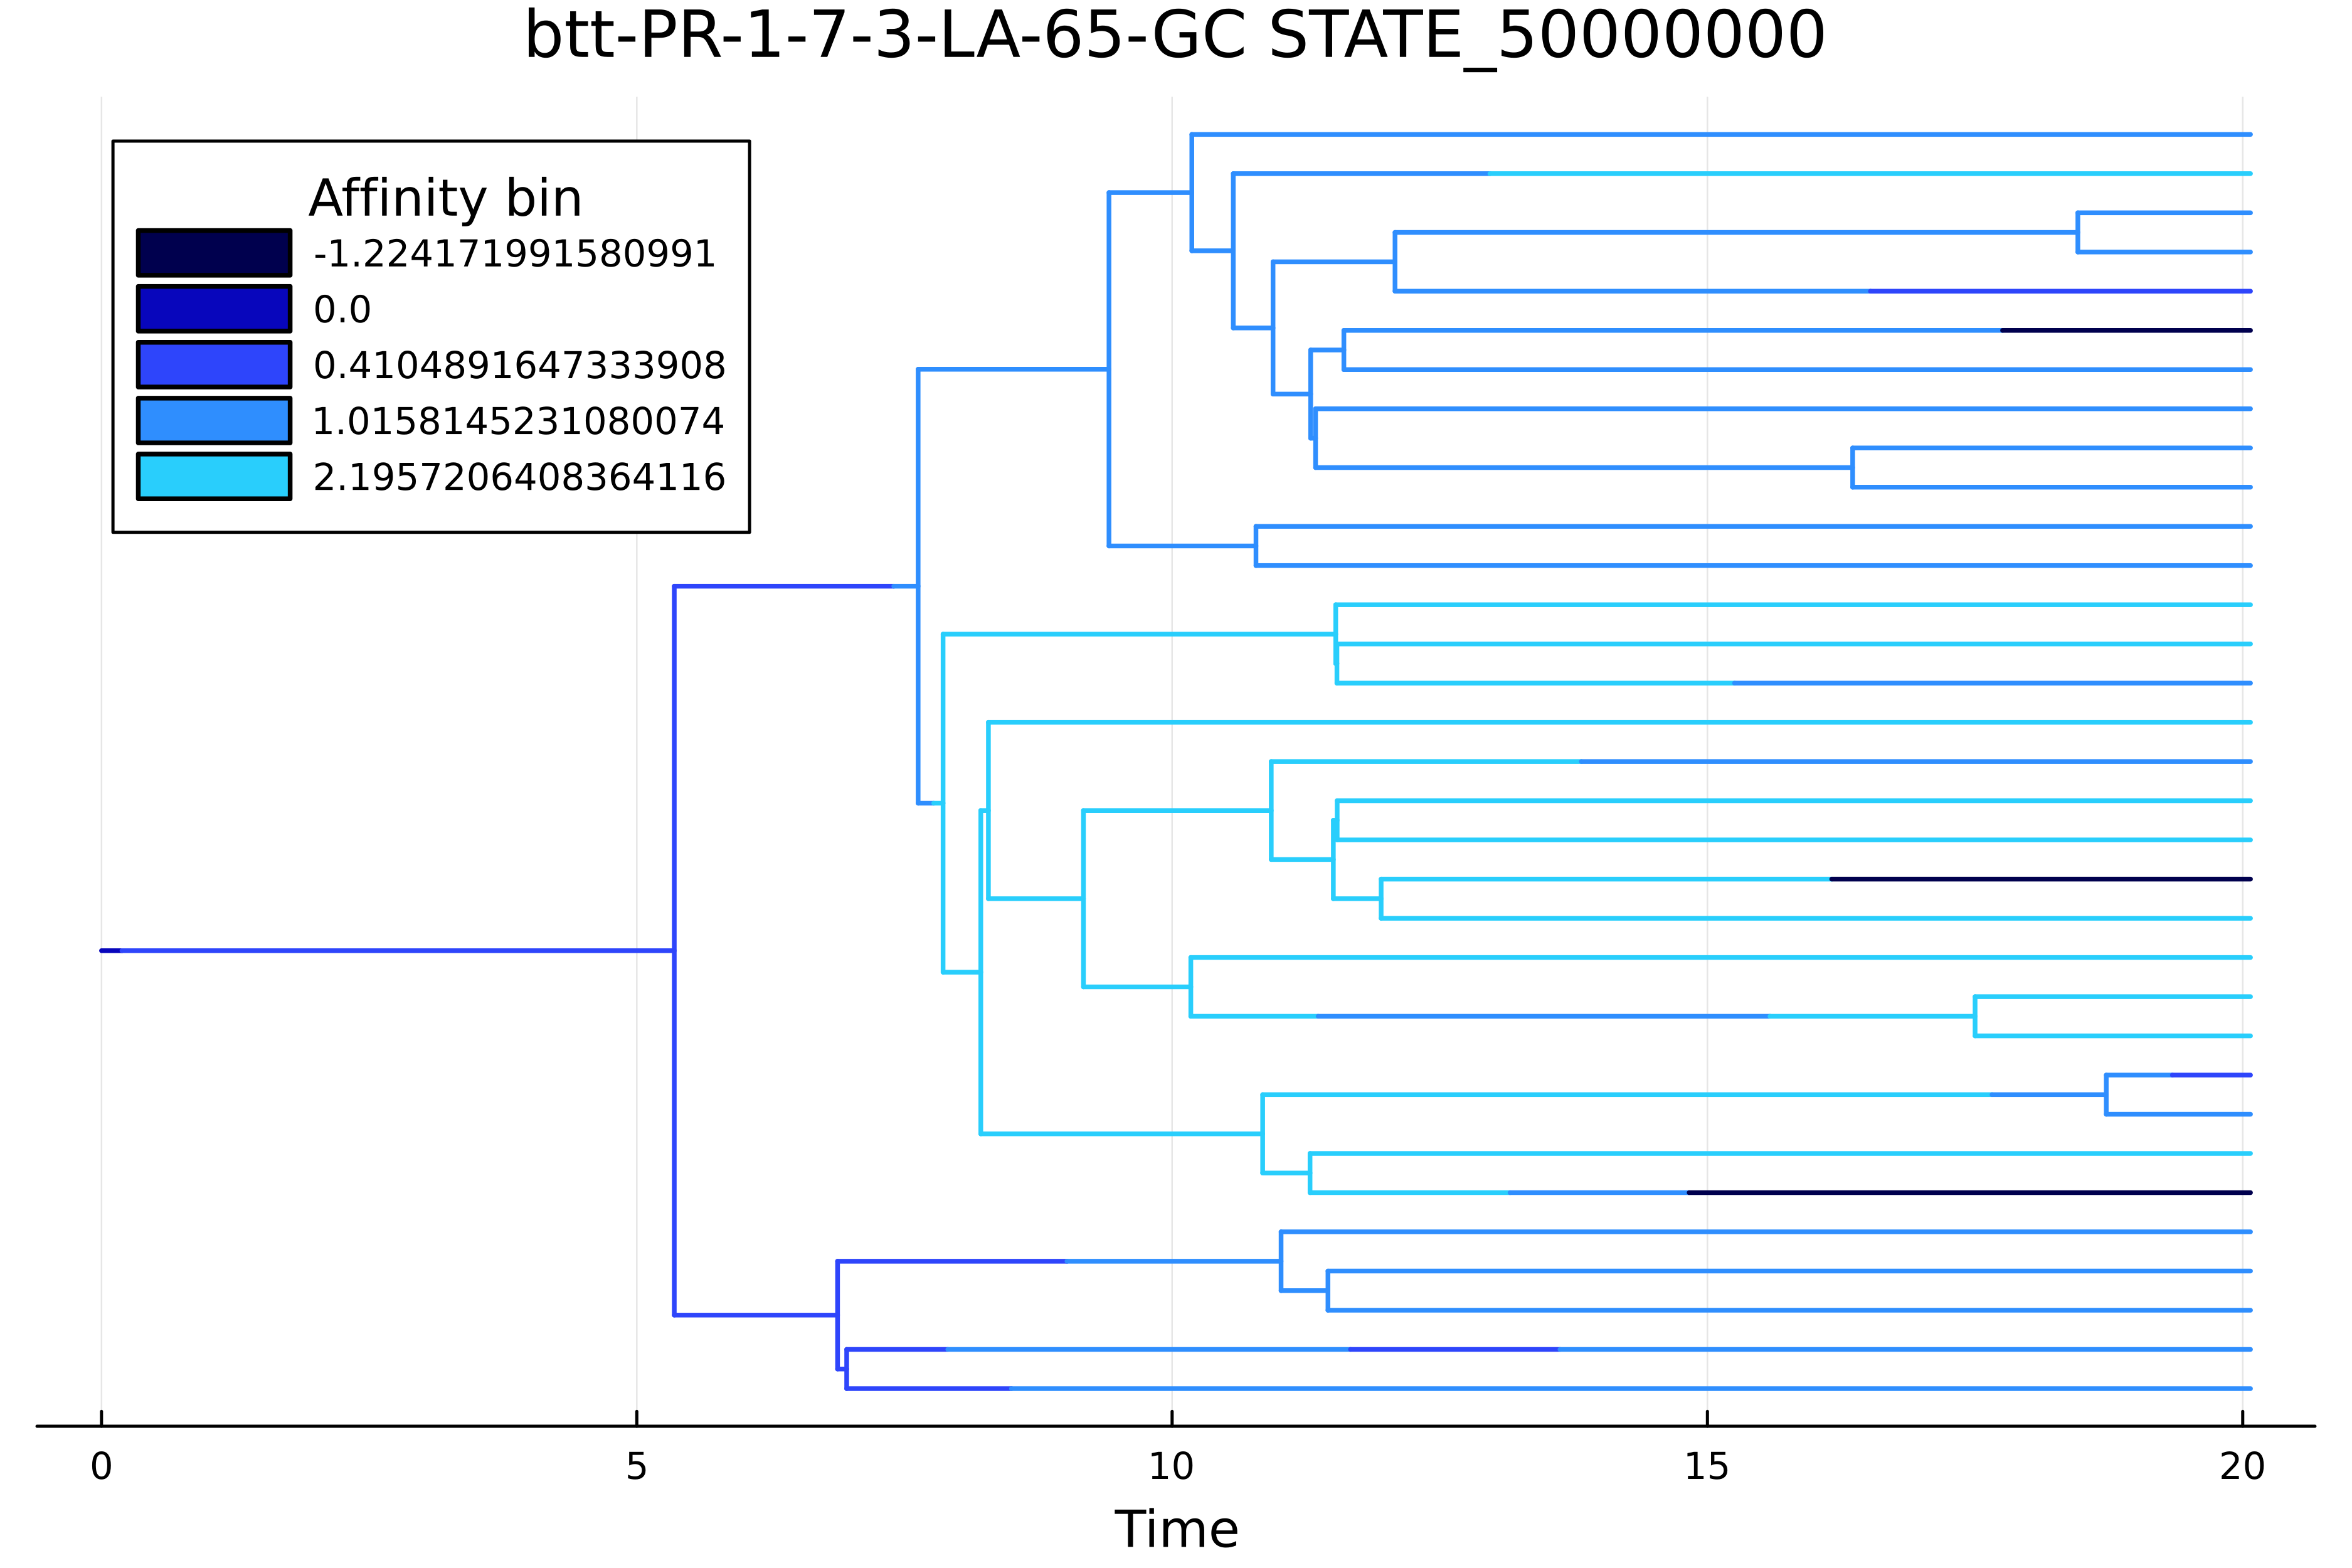 btt-PR-1-7-3-LA-65-GC STATE_50000000
Affinity bin
-1.224171991580991
0.0
0.4104891647333908
1.0158145231080074
2.1957206408364116
0 5 10 15 20
Time